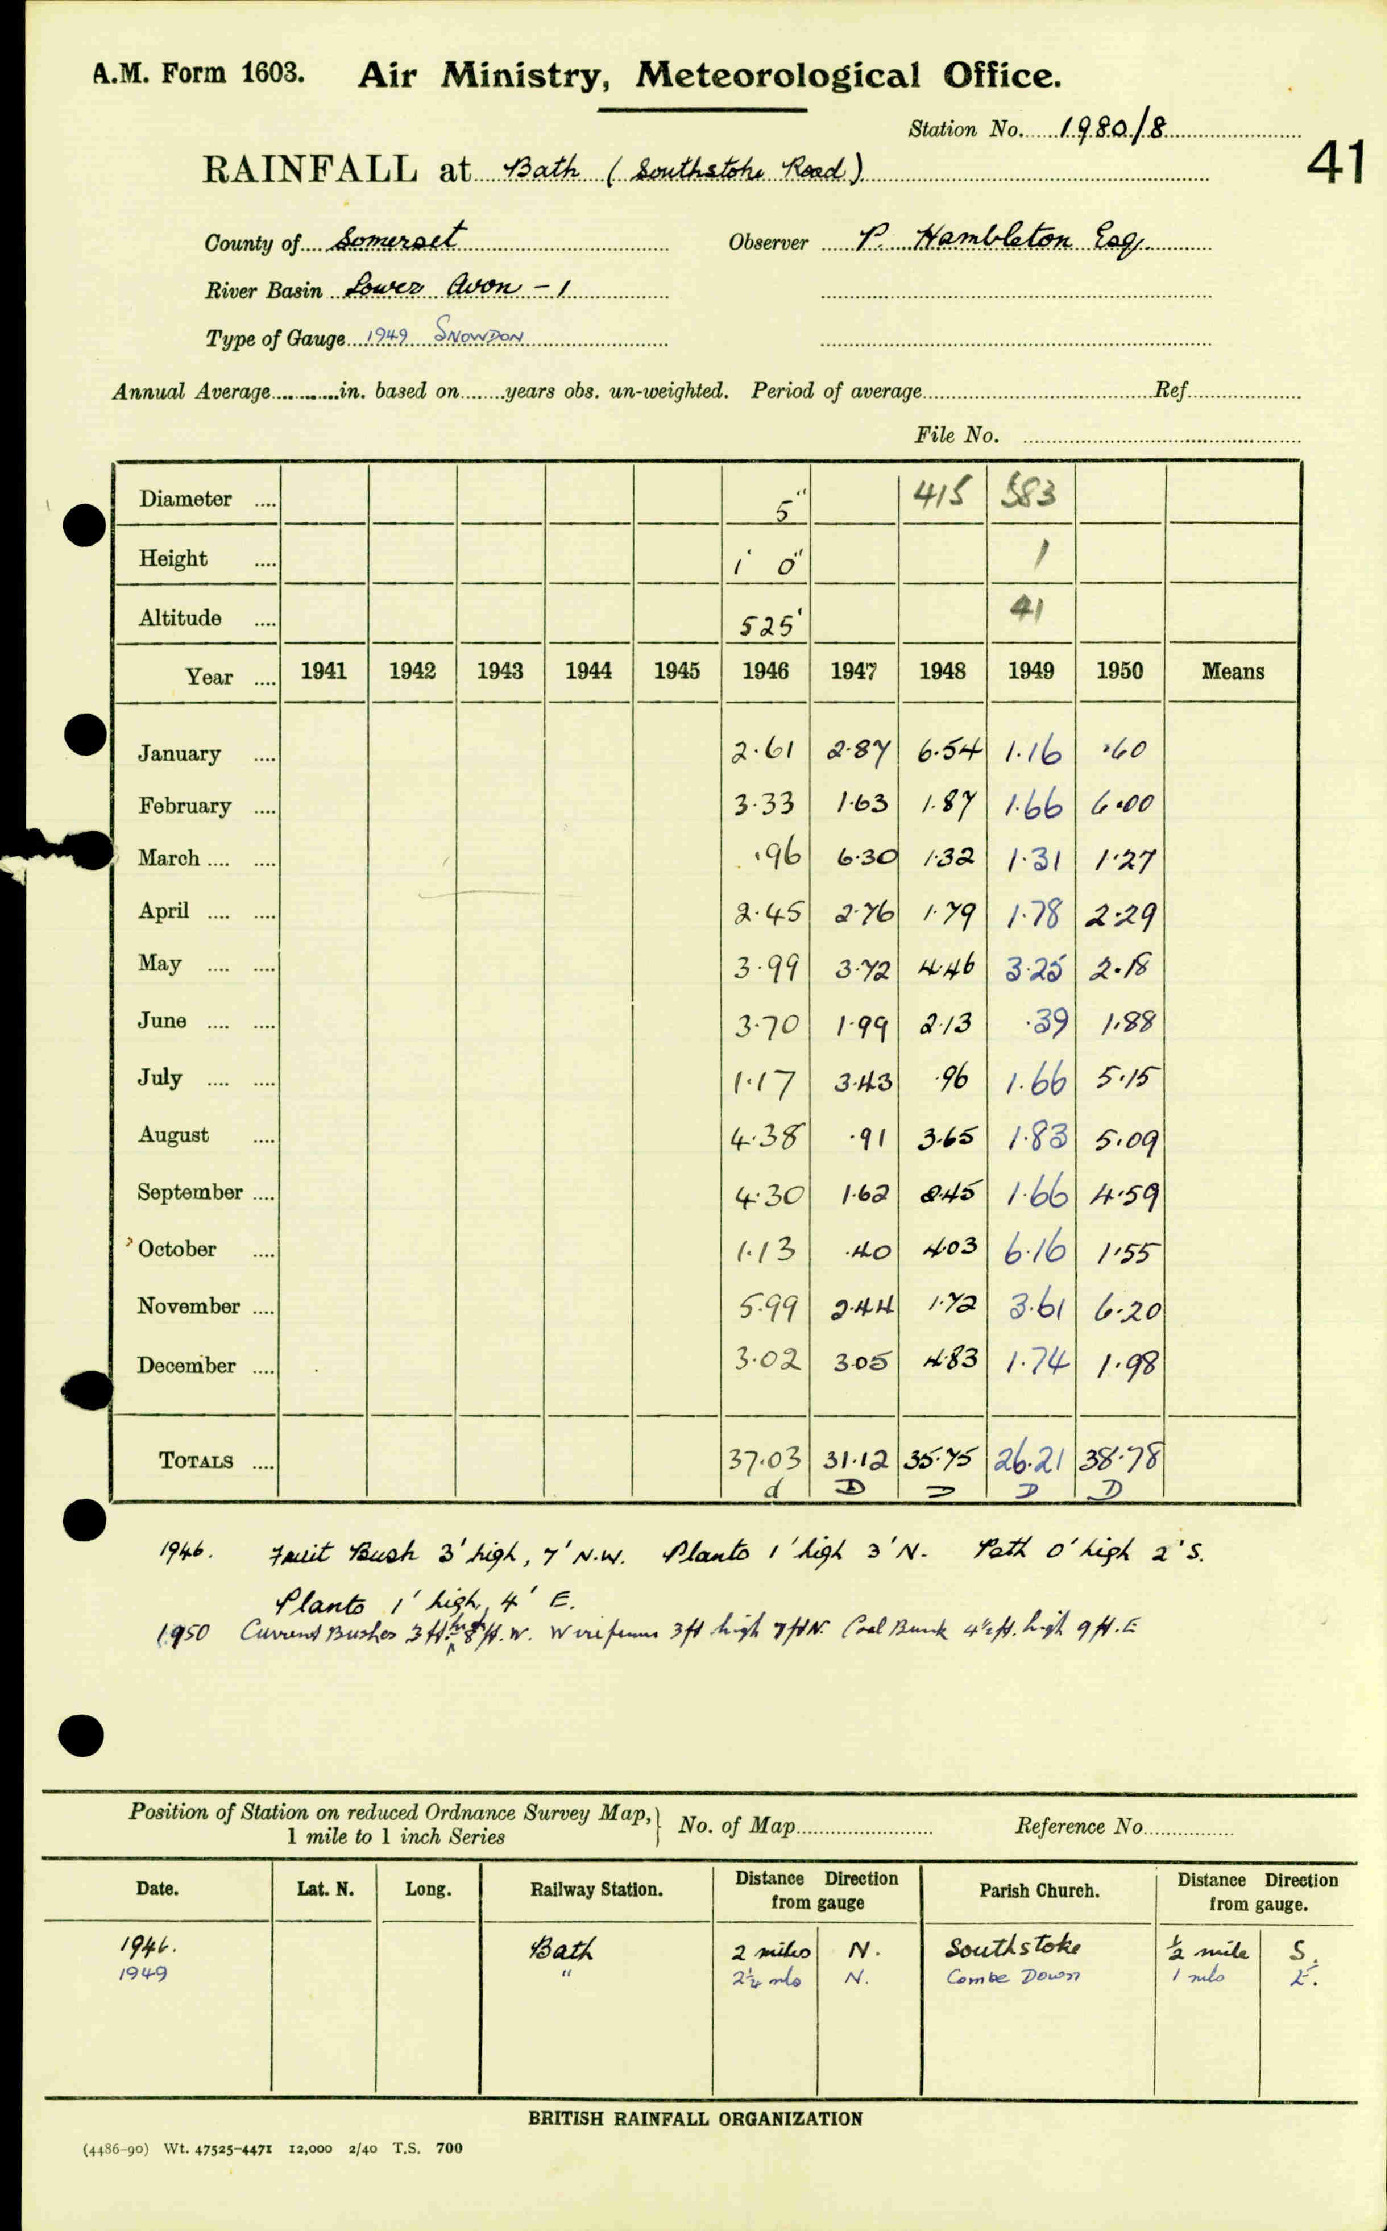 A.M. Form 1603. Air Ministry, Meteorological Office.
Station No. 1980/8
41
RAINFALL at Bath (Southstoke Road)
County of Somerset Observer P. Hambleton Esq.
River Basin Lower Avon - 1
Type of Gauge 1949 SNOWDON
Annual Average in. based on years obs. un-weighted. Period of average Ref.
File No.
Diameter .... 5" 415 583
Height .... 1' 0" 1
Altitude .... 525' 41
Year .... 1941 1942 1943 1944 1945 1946 1947 1948 1949 1950 Means
January .... 2.61 2.87 6.54 1.16 .60
February .... 3.33 1.63 1.87 1.66 6.00
March .... .... .96 6.30 1.32 1.31 1.27
April .... .... 2.45 2.76 1.79 1.78 2.29
May .... .... 3.99 3.72 4.46 3.25 2.18
June .... .... 3.70 1.99 2.13 .39 1.88
July .... .... 1.17 3.43 .96 1.66 5.15
August .... 4.38 .91 3.65 1.83 5.09
September .... 4.30 1.62 2.45 1.66 4.59
October .... 1.13 .40 4.03 6.16 1.55
November .... 5.99 2.44 1.72 3.61 6.20
December .... 3.02 3.05 4.83 1.74 1.98
TOTALS .... 37.03 31.12 35.75 26.21 38.78
d D D D D
1946. Fruit Bush 3' high, 7' N.W. Plants 1' high 3' N. Path 0' high 2' S.
Plants 1' high, 4' E.
1950 Currant Bushes 3 ft. high 8 ft. W. Wire fence 3ft high 7 ft N. Coal Bunk 4½ ft. high 9 ft. E
Position of Station on reduced Ordnance Survey Map, No. of Map Reference No.
1 mile to 1 inch Series
Date. Lat. N. Long. Railway Station. Distance Direction from gauge Parish Church. Distance Direction from gauge.
1946. Bath 2 miles N. Southstoke ½ mile S.
1949 " 2¼ mls N. Combe Down 1 mls E.
BRITISH RAINFALL ORGANIZATION
(4486-90) Wt. 47525-4471 12,000 2/40 T.S. 700